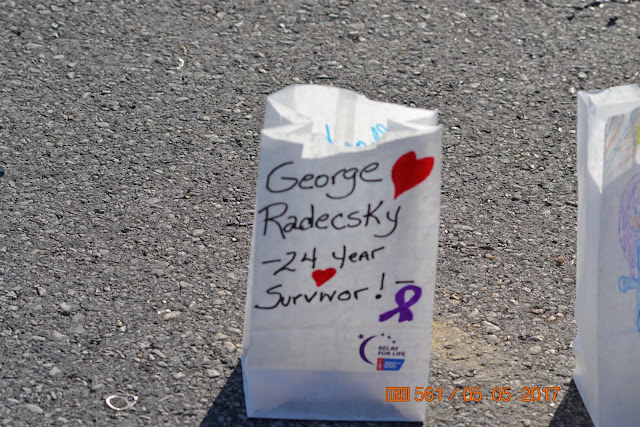 George
Radecsky
-24 year
Survivor! -
RELAY
FOR LIFE
561 / 05 05 2017